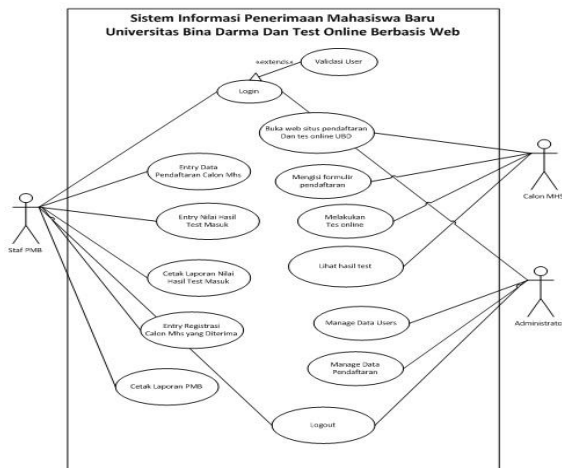 Sistem Informasi Penerimaan Mahasiswa Baru
Universitas Bina Darma Dan Test Online Berbasis Web
«extends»
Validasi User
Login
Buka web situs pendaftaran
Dan tes online UBD
Entry Data
Pendaftaran Calon Mhs
Mengisi formulir
pendaftaran
Calon MHS
Entry Nilai Hasil
Test Masuk
Melakukan
Tes online
Staf PMB
Cetak Laporan Nilai
Hasil Test Masuk
Lihat hasil test
Entry Registrasi
Calon Mhs yang Diterima
Manage Data Users
Administrato
Manage Data
Pendaftaran
Cetak Laporan PMB
Logout